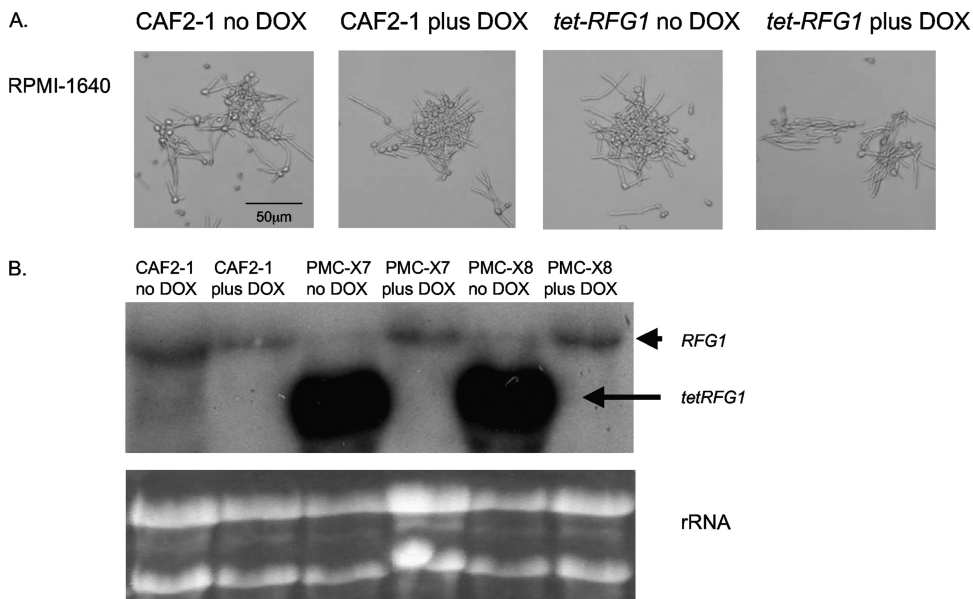 A.
CAF2-1 no DOX
CAF2-1 plus DOX
tet-RFG1 no DOX
tet-RFG1 plus DOX
RPMI-1640
50µm
B.
CAF2-1
no DOX
CAF2-1
plus DOX
PMC-X7
no DOX
PMC-X7
plus DOX
PMC-X8
no DOX
PMC-X8
plus DOX
RFG1
tetRFG1
rRNA